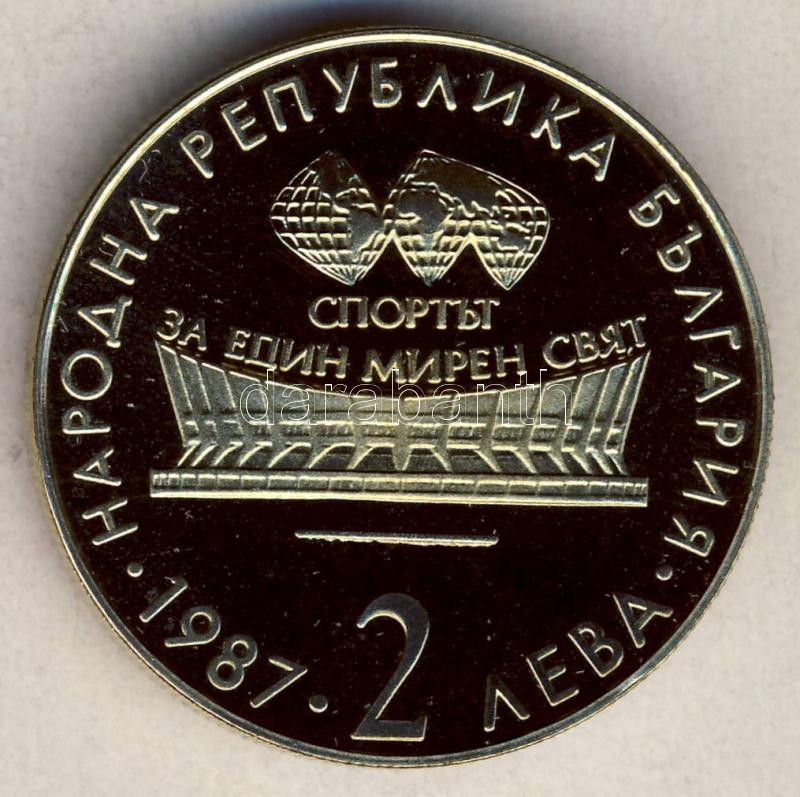 НАРОДНА РЕПУБЛИКА БЪЛГАРИЯ
СПОРТЪТ
ЗА ЕДИН МИРЕН СВЯТ
darabanth
· 1987 · 2 ЛЕВА ·